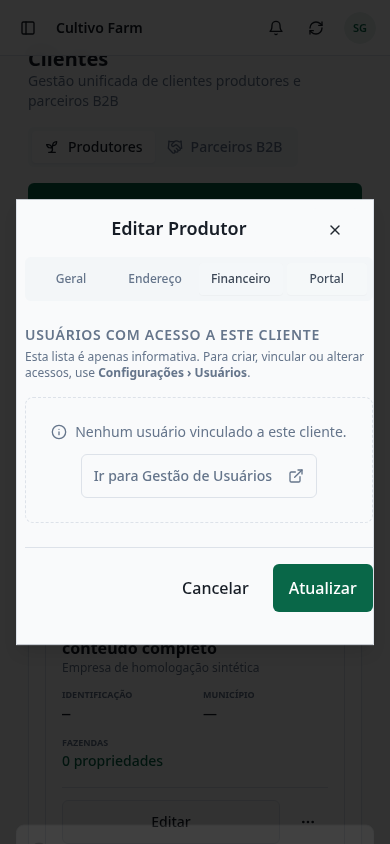 Cultivo Farm
SG
Clientes
Gestão unificada de clientes produtores e
parceiros B2B
Produtores
Parceiros B2B
Editar Produtor
Geral
Endereço
Financeiro
Portal
USUÁRIOS COM ACESSO A ESTE CLIENTE
Esta lista é apenas informativa. Para criar, vincular ou alterar
acessos, use Configurações › Usuários.
Nenhum usuário vinculado a este cliente.
Ir para Gestão de Usuários
Cancelar
Atualizar
conteúdo completo
Empresa de homologação sintética
IDENTIFICAÇÃO
MUNICÍPIO
—
—
FAZENDAS
0 propriedades
Editar